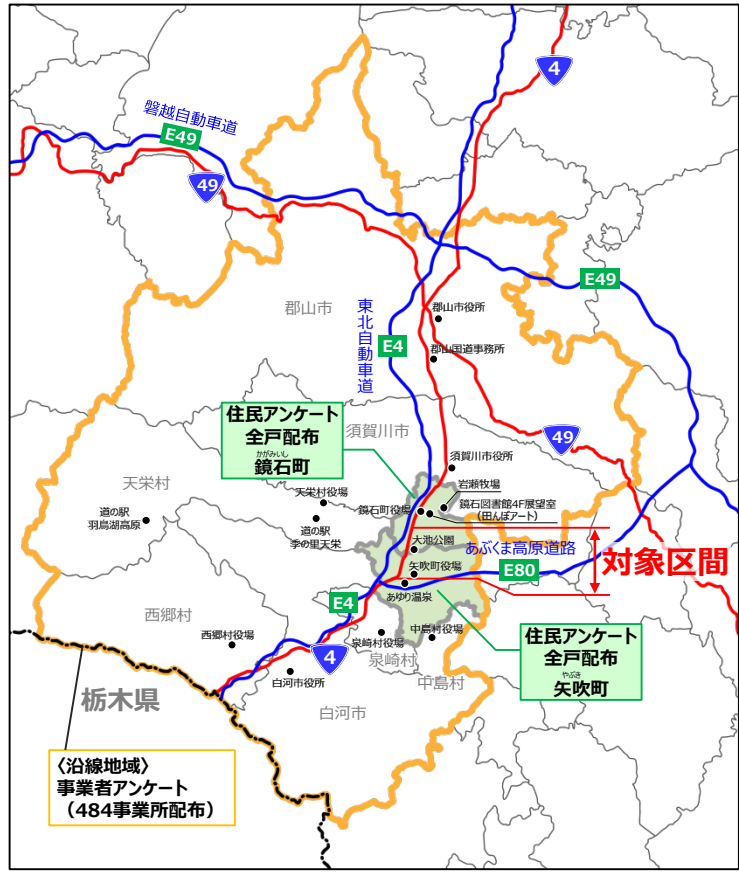 4
磐越自動車道
E49
49
E49
郡山市
東北自動車道
郡山市役所
E4
郡山国道事務所
住民アンケート
全戸配布
かがみいし
鏡石町
須賀川市
49
須賀川市役所
天栄村
岩瀬牧場
天栄村役場
鏡石町役場
鏡石図書館4F展望室
(田んぼアート)
道の駅
羽鳥湖高原
道の駅
季の里天栄
大池公園
あぶくま高原道路
対象区間
矢吹町役場
E80
あゆり温泉
E4
西郷村
西郷村役場
泉崎村役場
中島村役場
住民アンケート
全戸配布
やぶき
矢吹町
4
泉崎村
白河市役所
中島村
栃木県
白河市
〈沿線地域〉
事業者アンケート
(484事業所配布)